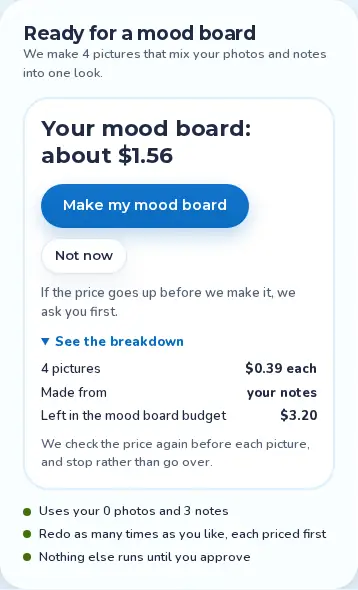 Ready for a mood board
We make 4 pictures that mix your photos and notes
into one look.
Your mood board:
about $1.56
Make my mood board
Not now
If the price goes up before we make it, we
ask you first.
▼ See the breakdown
4 pictures $0.39 each
Made from your notes
Left in the mood board budget $3.20
We check the price again before each picture,
and stop rather than go over.
Uses your 0 photos and 3 notes
Redo as many times as you like, each priced first
Nothing else runs until you approve